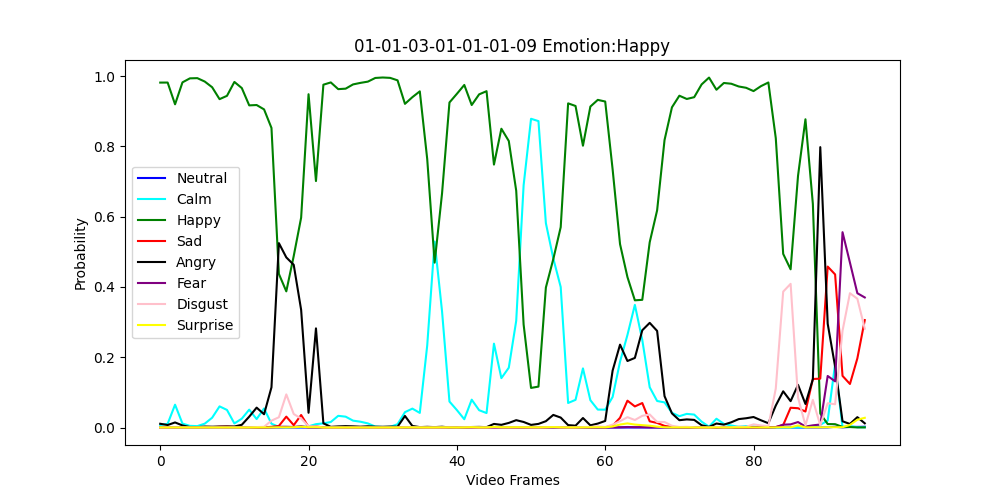 01-01-03-01-01-01-09 Emotion:Happy
1.0
0.8
0.6
0.4
0.2
0.0
Probability
Neutral
Calm
Happy
Sad
Angry
Fear
Disgust
Surprise
0 20 40 60 80
Video Frames